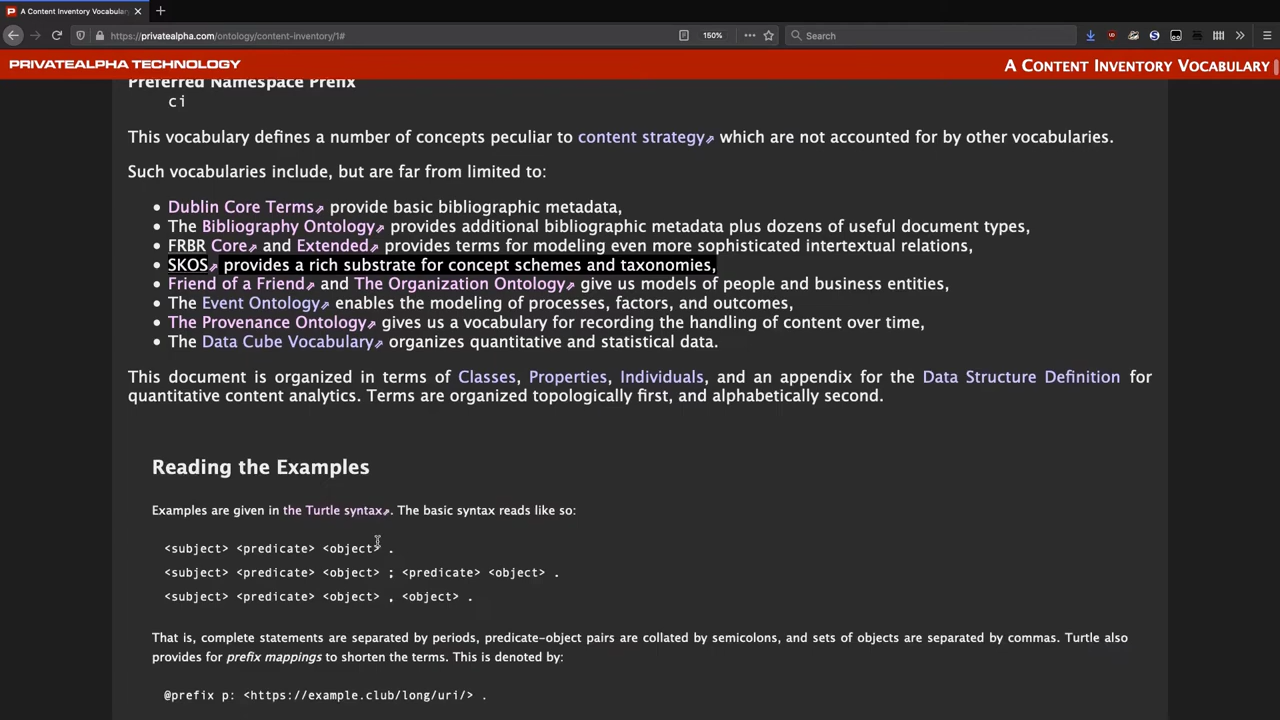 A Content Inventory Vocabulary
https://privatealpha.com/ontology/content-inventory/1#
150%
Search
PRIVATEALPHA TECHNOLOGY
A CONTENT INVENTORY VOCABULARY
Preferred Namespace Prefix
ci
This vocabulary defines a number of concepts peculiar to content strategy which are not accounted for by other vocabularies.
Such vocabularies include, but are far from limited to:
Dublin Core Terms provide basic bibliographic metadata,
The Bibliography Ontology provides additional bibliographic metadata plus dozens of useful document types,
FRBR Core and Extended provides terms for modeling even more sophisticated intertextual relations,
SKOS provides a rich substrate for concept schemes and taxonomies,
Friend of a Friend and The Organization Ontology give us models of people and business entities,
The Event Ontology enables the modeling of processes, factors, and outcomes,
The Provenance Ontology gives us a vocabulary for recording the handling of content over time,
The Data Cube Vocabulary organizes quantitative and statistical data.
This document is organized in terms of Classes, Properties, Individuals, and an appendix for the Data Structure Definition for
quantitative content analytics. Terms are organized topologically first, and alphabetically second.
Reading the Examples
Examples are given in the Turtle syntax. The basic syntax reads like so:
<subject> <predicate> <object> .
<subject> <predicate> <object> ; <predicate> <object> .
<subject> <predicate> <object> , <object> .
That is, complete statements are separated by periods, predicate-object pairs are collated by semicolons, and sets of objects are separated by commas. Turtle also
provides for prefix mappings to shorten the terms. This is denoted by:
@prefix p: <https://example.club/long/uri/> .